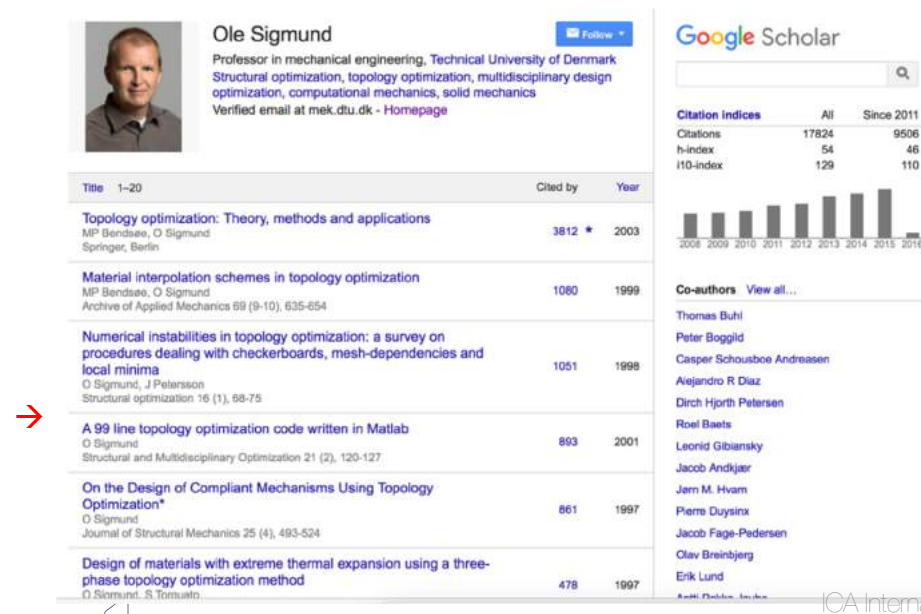 Ole Sigmund
Follow
Professor in mechanical engineering, Technical University of Denmark
Structural optimization, topology optimization, multidisciplinary design
optimization, computational mechanics, solid mechanics
Verified email at mek.dtu.dk - Homepage
Title 1–20 Cited by Year
Topology optimization: Theory, methods and applications
MP Bendsøe, O Sigmund
Springer, Berlin
3812 * 2003
Material interpolation schemes in topology optimization
MP Bendsøe, O Sigmund
Archive of Applied Mechanics 69 (9-10), 635-654
1080 1999
Numerical instabilities in topology optimization: a survey on
procedures dealing with checkerboards, mesh-dependencies and
local minima
O Sigmund, J Petersson
Structural optimization 16 (1), 68-75
1051 1998
→
A 99 line topology optimization code written in Matlab
O Sigmund
Structural and Multidisciplinary Optimization 21 (2), 120-127
893 2001
On the Design of Compliant Mechanisms Using Topology
Optimization*
O Sigmund
Journal of Structural Mechanics 25 (4), 493-524
861 1997
Design of materials with extreme thermal expansion using a three-
phase topology optimization method
O Sigmund, S Torquato
478 1997
Google Scholar
Citation indices All Since 2011
Citations 17824 9506
h-index 54 46
i10-index 129 110
2008 2009 2010 2011 2012 2013 2014 2015 2016
Co-authors View all...
Thomas Buhl
Peter Boggild
Casper Schousboe Andreasen
Alejandro R Diaz
Dirch Hjorth Petersen
Roel Baets
Leonid Gibiansky
Jacob Andkjær
Jørn M. Hvam
Pierre Duysinx
Jacob Fage-Pedersen
Olav Breinbjerg
Erik Lund
ICA Intern